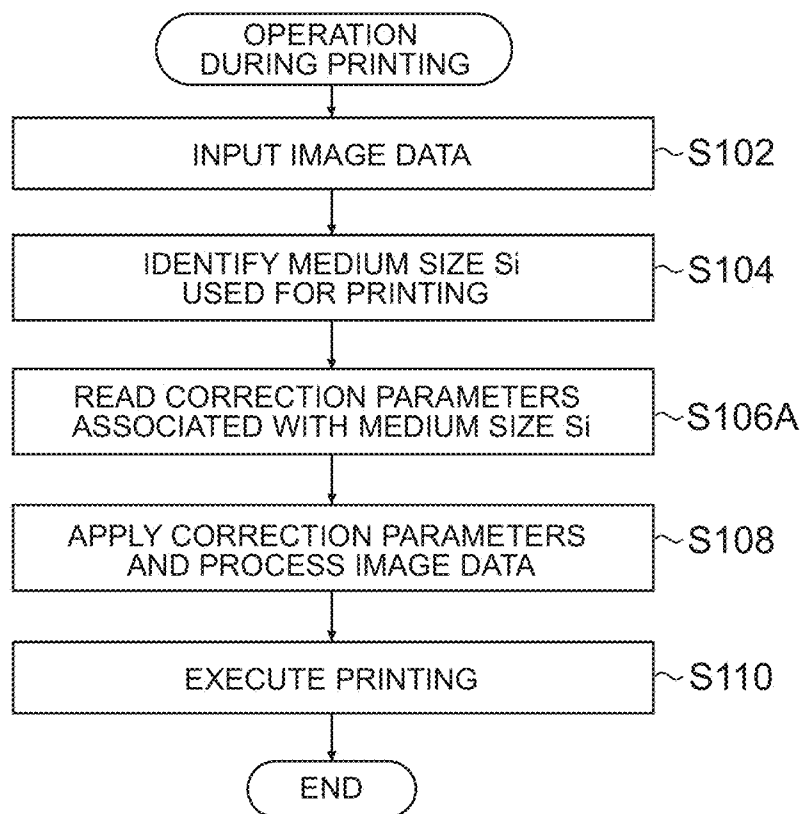 OPERATION
DURING PRINTING
INPUT IMAGE DATA
S102
IDENTIFY MEDIUM SIZE Si
USED FOR PRINTING
S104
READ CORRECTION PARAMETERS
ASSOCIATED WITH MEDIUM SIZE Si
S106A
APPLY CORRECTION PARAMETERS
AND PROCESS IMAGE DATA
S108
EXECUTE PRINTING
S110
END